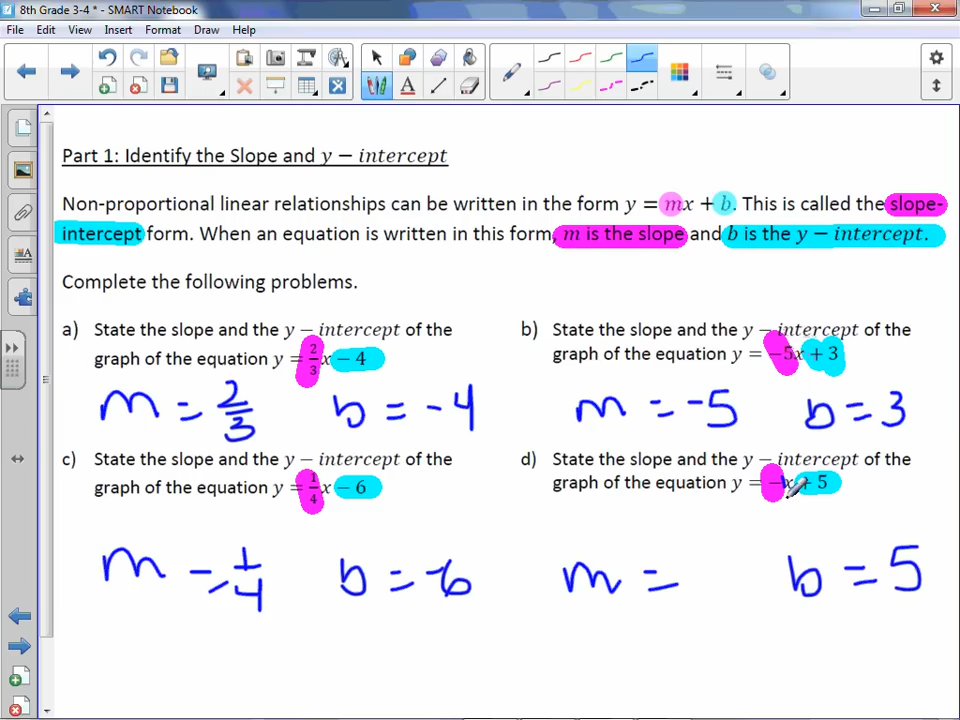 8th Grade 3-4 * - SMART Notebook
File Edit View Insert Format Draw Help
Part 1: Identify the Slope and y − intercept
Non-proportional linear relationships can be written in the form y = mx + b. This is called the slope-
intercept form. When an equation is written in this form, m is the slope and b is the y − intercept.
Complete the following problems.
a) State the slope and the y − intercept of the
graph of the equation y = 2/3 x − 4
m = 2/3 b = -4
b) State the slope and the y − intercept of the
graph of the equation y = −5x + 3
m = -5 b = 3
c) State the slope and the y − intercept of the
graph of the equation y = 1/4 x − 6
m = 1/4 b = -6
d) State the slope and the y − intercept of the
graph of the equation y = −1x + 5
m = b = 5